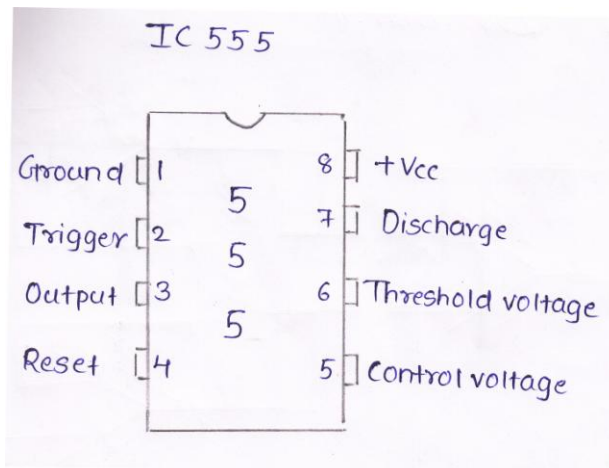 IC 555
Ground 1
Trigger 2
Output 3
Reset 4
5
5
5
8 +Vcc
7 Discharge
6 Threshold voltage
5 Control voltage